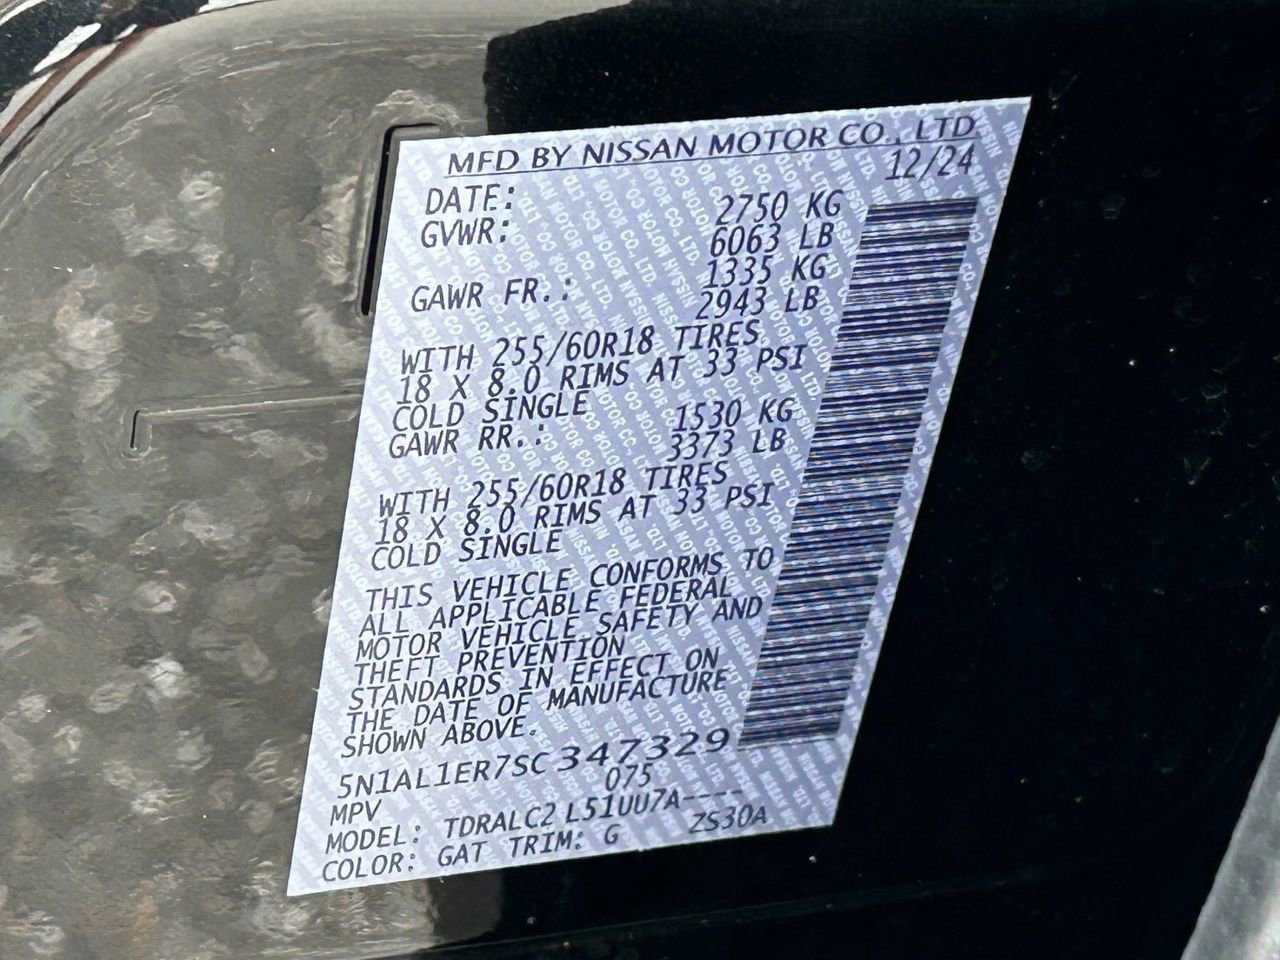 MFD BY NISSAN MOTOR CO., LTD
DATE: 12/24
GVWR: 2750 KG
6063 LB
GAWR FR.: 1335 KG
2943 LB
WITH 255/60R18 TIRES
18 X 8.0 RIMS AT 33 PSI
COLD SINGLE
GAWR RR.: 1530 KG
3373 LB
WITH 255/60R18 TIRES
18 X 8.0 RIMS AT 33 PSI
COLD SINGLE
THIS VEHICLE CONFORMS TO
ALL APPLICABLE FEDERAL
MOTOR VEHICLE SAFETY AND
THEFT PREVENTION
STANDARDS IN EFFECT ON
THE DATE OF MANUFACTURE
SHOWN ABOVE.
5N1AL1ER7SC347329
MPV 075
MODEL: TDRALC2 L51UU7A----
COLOR: GAT TRIM: G ZS30A